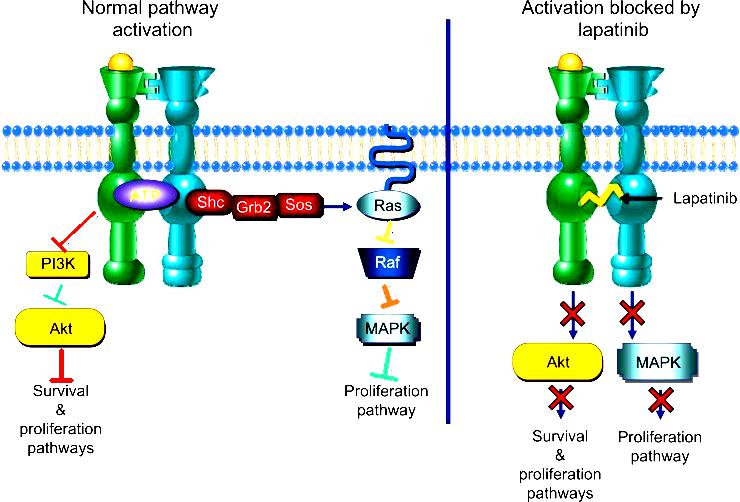 Normal pathway
activation
Activation blocked by
lapatinib
ATP
Shc
Grb2
Sos
Ras
Lapatinib
PI3K
Raf
Akt
MAPK
Akt
MAPK
Survival
&
proliferation
pathways
Proliferation
pathway
Survival
&
proliferation
pathways
Proliferation
pathway